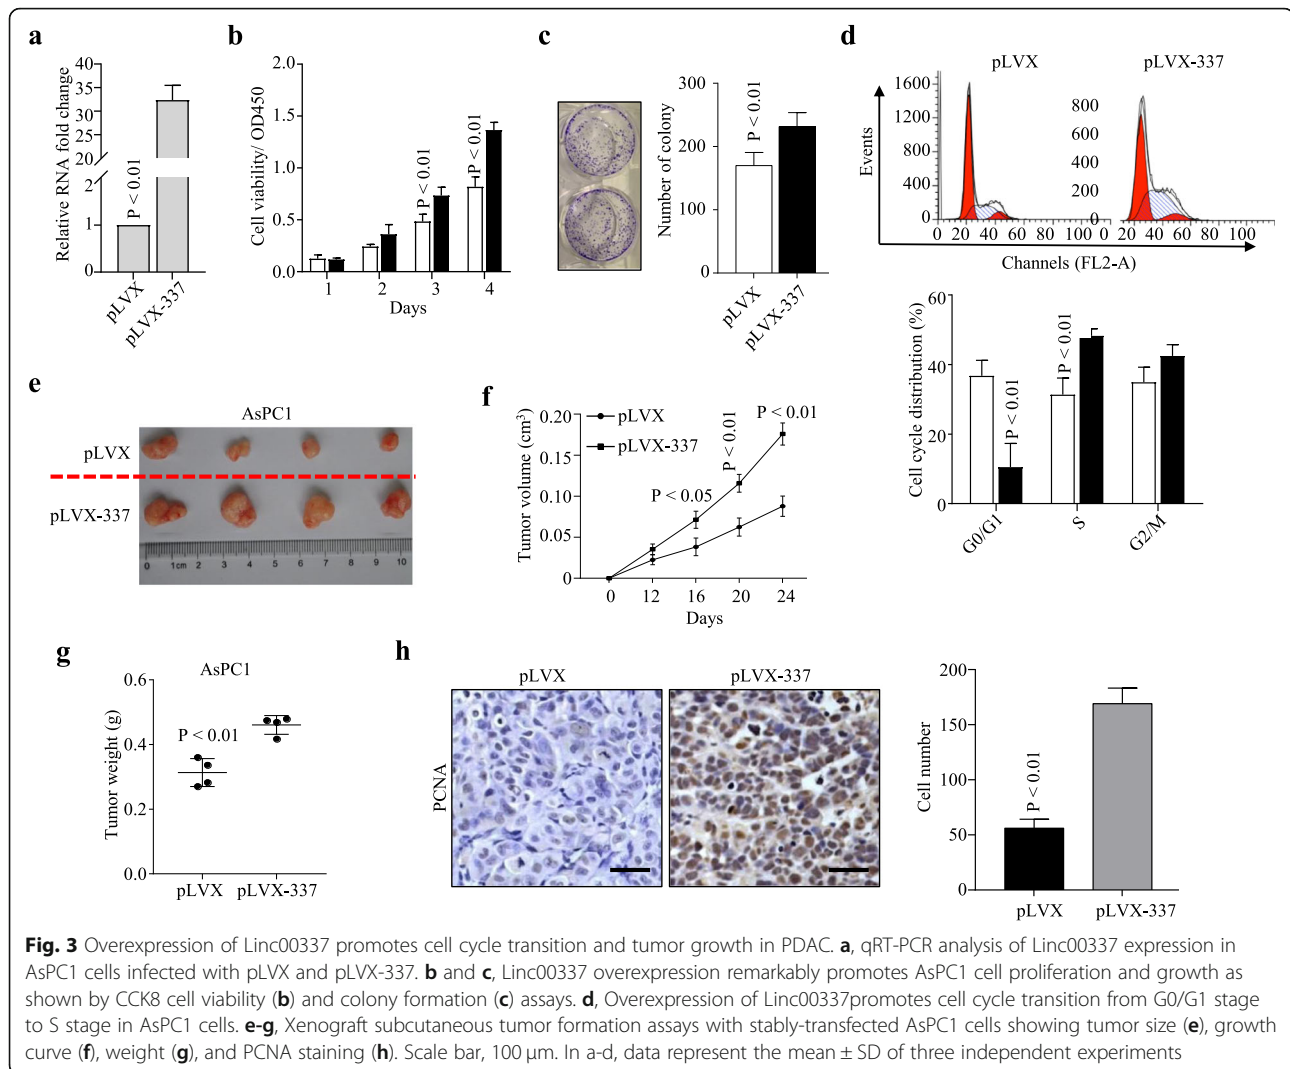 a
Relative RNA fold change
40
35
30
25
20
2
1
0
P < 0.01
pLVX
pLVX-337
b
Cell viability/ OD450
2.0
1.5
1.0
0.5
0.0
P < 0.01
P < 0.01
1 2 3 4
Days
c
Number of colony
300
200
100
0
P < 0.01
pLVX
pLVX-337
d
pLVX
pLVX-337
Events
1600
1200
800
400
0
0 20 40 60 80 100
800
600
400
200
0
0 20 40 60 80 100
Channels (FL2-A)
Cell cycle distribution (%)
60
40
20
0
P < 0.01
P < 0.01
G0/G1
S
G2/M
e
AsPC1
pLVX
pLVX-337
0 1cm 2 3 4 5 6 7 8 9 10
f
Tumor volume (cm³)
0.20
0.15
0.10
0.05
0
pLVX
pLVX-337
P < 0.05
P < 0.01
P < 0.01
0 12 16 20 24
Days
g
AsPC1
Tumor weight (g)
0.6
0.4
0.2
0.0
P < 0.01
pLVX pLVX-337
h
pLVX
pLVX-337
PCNA
Cell number
200
150
100
50
0
P < 0.01
pLVX pLVX-337
Fig. 3 Overexpression of Linc00337 promotes cell cycle transition and tumor growth in PDAC. a, qRT-PCR analysis of Linc00337 expression in
AsPC1 cells infected with pLVX and pLVX-337. b and c, Linc00337 overexpression remarkably promotes AsPC1 cell proliferation and growth as
shown by CCK8 cell viability (b) and colony formation (c) assays. d, Overexpression of Linc00337promotes cell cycle transition from G0/G1 stage
to S stage in AsPC1 cells. e-g, Xenograft subcutaneous tumor formation assays with stably-transfected AsPC1 cells showing tumor size (e), growth
curve (f), weight (g), and PCNA staining (h). Scale bar, 100 μm. In a-d, data represent the mean ± SD of three independent experiments